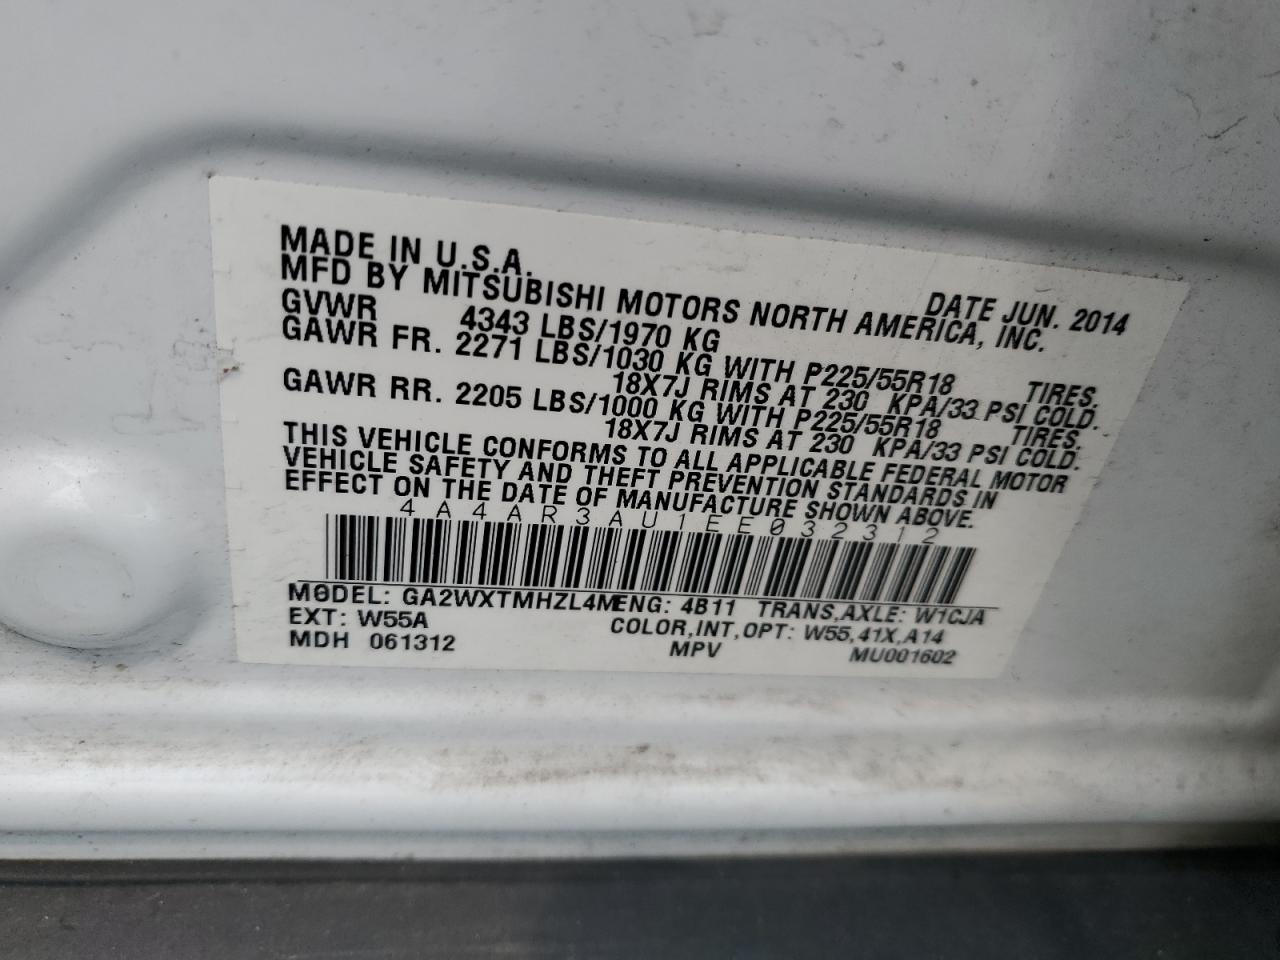 MADE IN U.S.A. DATE JUN. 2014
MFD BY MITSUBISHI MOTORS NORTH AMERICA, INC.
GVWR 4343 LBS/1970 KG
GAWR FR. 2271 LBS/1030 KG WITH P225/55R18 TIRES,
18X7J RIMS AT 230 KPA/33 PSI COLD.
GAWR RR. 2205 LBS/1000 KG WITH P225/55R18 TIRES,
18X7J RIMS AT 230 KPA/33 PSI COLD.
THIS VEHICLE CONFORMS TO ALL APPLICABLE FEDERAL MOTOR
VEHICLE SAFETY AND THEFT PREVENTION STANDARDS IN
EFFECT ON THE DATE OF MANUFACTURE SHOWN ABOVE.
4A4AR3AU1EE032312
MODEL: GA2WXTMHZL4M ENG: 4B11 TRANS,AXLE: W1CJA
EXT: W55A COLOR,INT,OPT: W55,41X,A14
MDH 061312 MPV MU001602